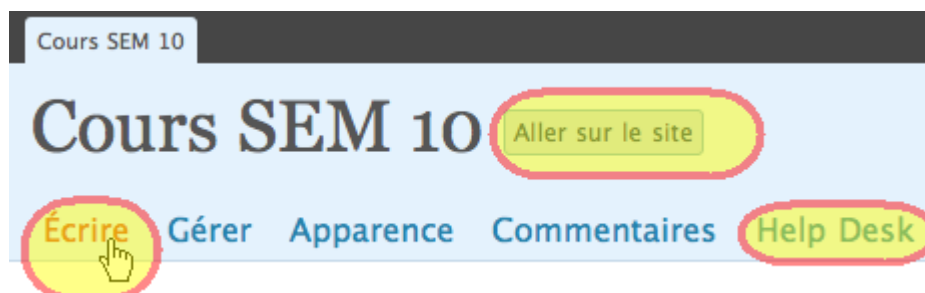 Cours SEM 10
Cours SEM 10 Aller sur le site
Écrire Gérer Apparence Commentaires Help Desk